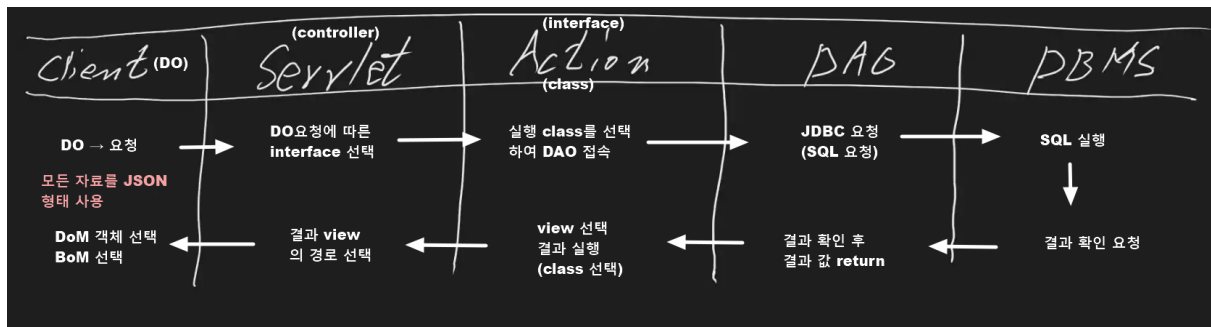 Client (DO)
(controller)
Servlet
(interface)
Action
(class)
DAO
DBMS
DO → 요청
DO요청에 따른
interface 선택
실행 class를 선택
하여 DAO 접속
JDBC 요청
(SQL 요청)
SQL 실행
모든 자료를 JSON
형태 사용
DoM 객체 선택
BoM 선택
결과 view
의 경로 선택
view 선택
결과 실행
(class 선택)
결과 확인 후
결과 값 return
결과 확인 요청